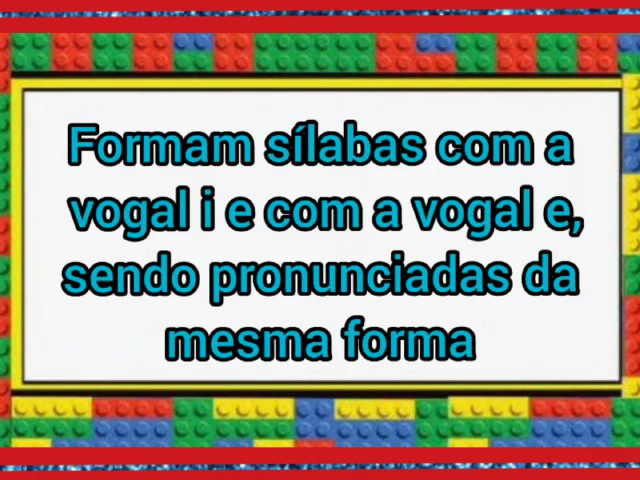 Formam sílabas com a
vogal i e com a vogal e,
sendo pronunciadas da
mesma forma